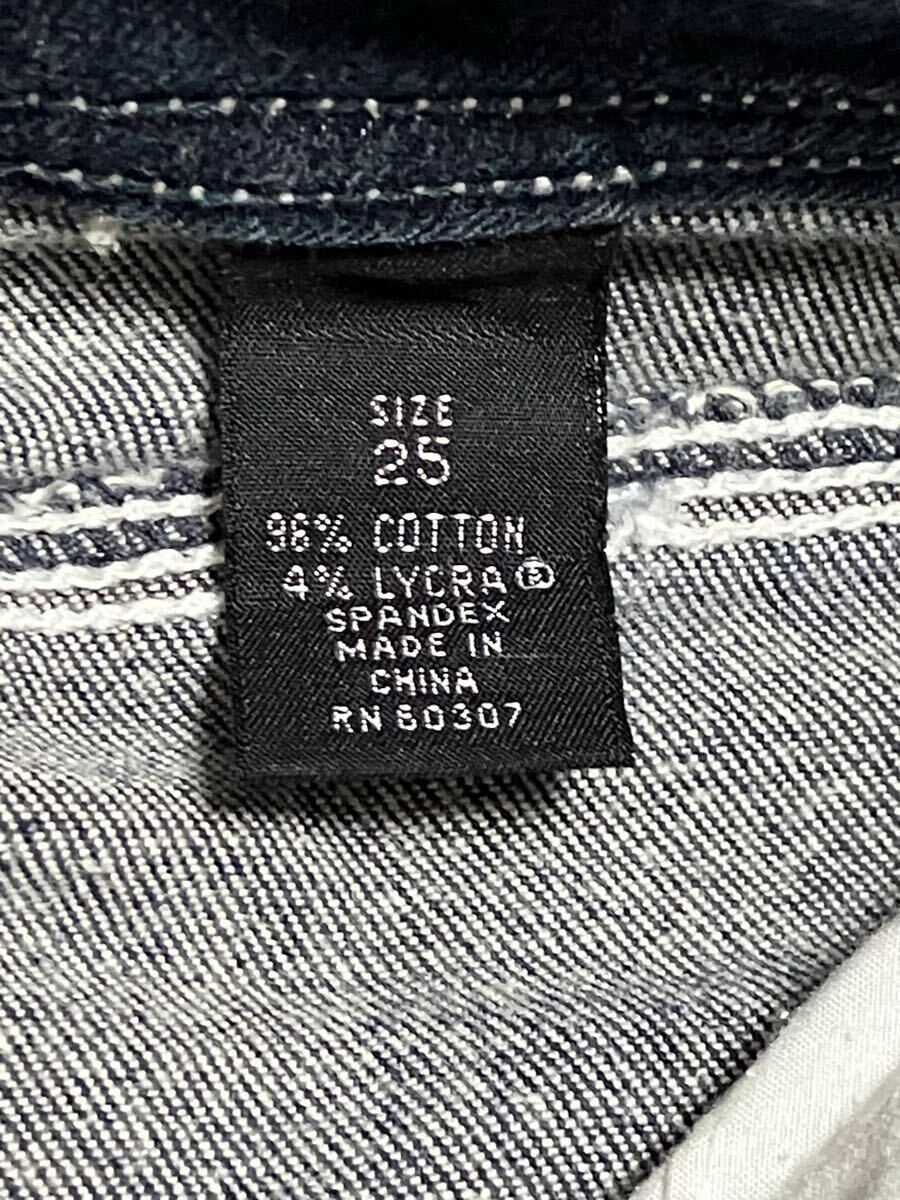 SIZE
25
96% COTTON
4% LYCRA®
SPANDEX
MADE IN
CHINA
RN 60307